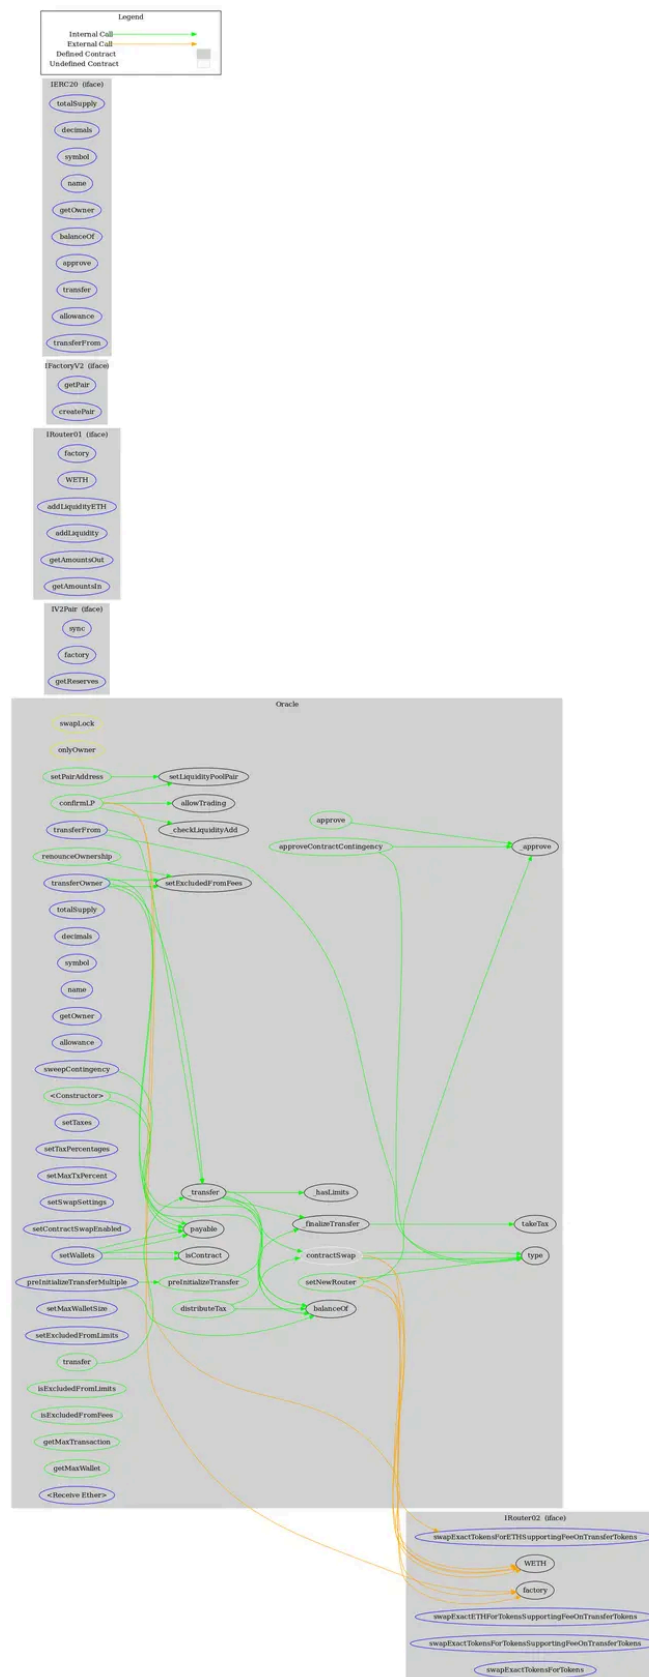 Legend
Internal Call
External Call
Defined Contract
Undefined Contract
IERC20 (iface)
totalSupply
decimals
symbol
name
getOwner
balanceOf
approve
transfer
allowance
transferFrom
IFactoryV2 (iface)
getPair
createPair
IRouter01 (iface)
factory
WETH
addLiquidityETH
addLiquidity
getAmountsOut
getAmountsIn
IV2Pair (iface)
sync
factory
getReserves
Oracle
swapLock
onlyOwner
setPairAddress
setLiquidityPoolPair
confirmLP
allowTrading
approve
transferFrom
_checkLiquidityAdd
renounceOwnership
approveContractContingency
_approve
transferOwner
setExcludedFromFees
totalSupply
decimals
symbol
name
getOwner
allowance
sweepContingency
<Constructor>
setTaxes
setTaxPercentages
setMaxTxPercent
_transfer
_hasLimits
setSwapSettings
setContractSwapEnabled
payable
finalizeTransfer
takeTax
setWallets
isContract
contractSwap
type
preInitializeTransferMultiple
preInitializeTransfer
setNewRouter
setMaxWalletSize
distributeTax
balanceOf
setExcludedFromLimits
transfer
isExcludedFromLimits
isExcludedFromFees
getMaxTransaction
getMaxWallet
<Receive Ether>
IRouter02 (iface)
swapExactTokensForETHSupportingFeeOnTransferTokens
WETH
factory
swapExactETHForTokensSupportingFeeOnTransferTokens
swapExactTokensForTokensSupportingFeeOnTransferTokens
swapExactTokensForTokens